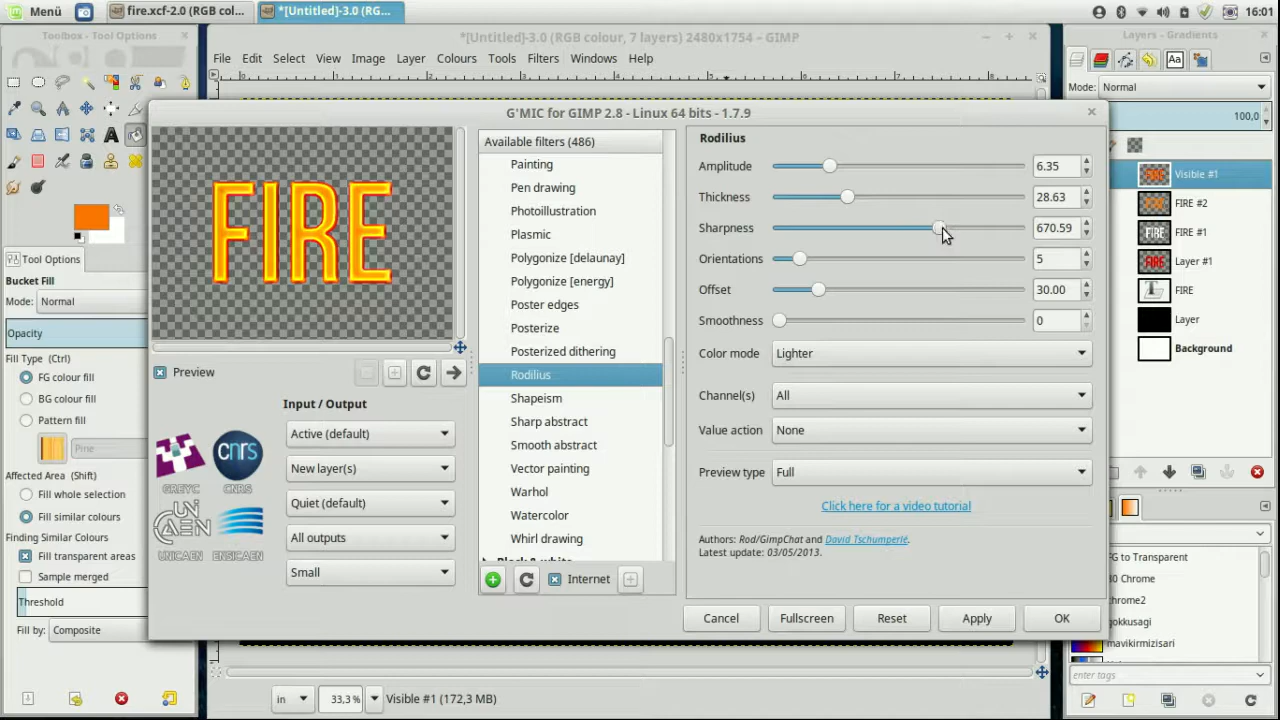 Menü
fire.xcf-2.0 (RGB col...
*[Untitled]-3.0 (RG...
16:01
Toolbox - Tool Options
*[Untitled]-3.0 (RGB colour, 7 layers) 2480x1754 – GIMP
Layers - Gradients
File Edit Select View Image Layer Colours Tools Filters Windows Help
Mode: Normal
100,0
G'MIC for GIMP 2.8 - Linux 64 bits - 1.7.9
FIRE
Preview
Input / Output
Active (default)
New layer(s)
Quiet (default)
All outputs
Small
GREYC
CNRS
cnrs
UNICAEN
ENSICAEN
Available filters (486)
Painting
Pen drawing
Photoillustration
Plasmic
Polygonize [delaunay]
Polygonize [energy]
Poster edges
Posterize
Posterized dithering
Rodilius
Shapeism
Sharp abstract
Smooth abstract
Vector painting
Warhol
Watercolor
Whirl drawing
Black & white
Internet
Rodilius
Amplitude 6.35
Thickness 28.63
Sharpness 670.59
Orientations 5
Offset 30.00
Smoothness 0
Color mode Lighter
Channel(s) All
Value action None
Preview type Full
Click here for a video tutorial
Authors: Rod/GimpChat and David Tschumperlé.
Latest update: 03/05/2013.
Cancel Fullscreen Reset Apply OK
Tool Options
Bucket Fill
Mode: Normal
Opacity
Fill Type (Ctrl)
FG colour fill
BG colour fill
Pattern fill
Pine
Affected Area (Shift)
Fill whole selection
Fill similar colours
Finding Similar Colours
Fill transparent areas
Sample merged
Threshold
Fill by: Composite
Visible #1
FIRE #2
FIRE #1
Layer #1
FIRE
Layer
Background
FG to Transparent
Chrome
chrome2
gokkusagi
mavikirmizisari
enter tags
in 33,3 % Visible #1 (172,3 MB)